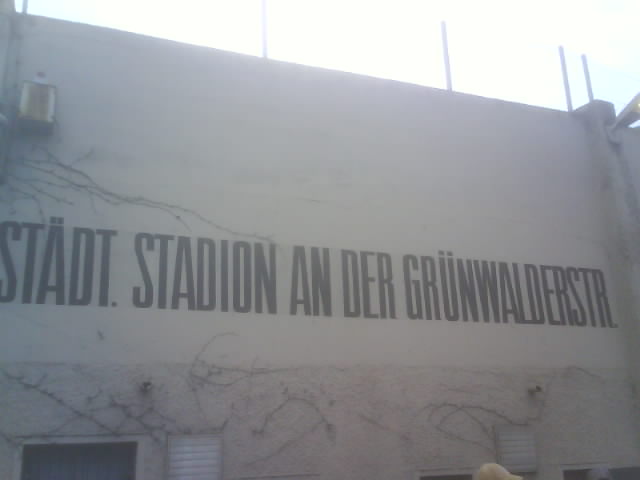 STÄDT. STADION AN DER GRÜNWALDERSTR.